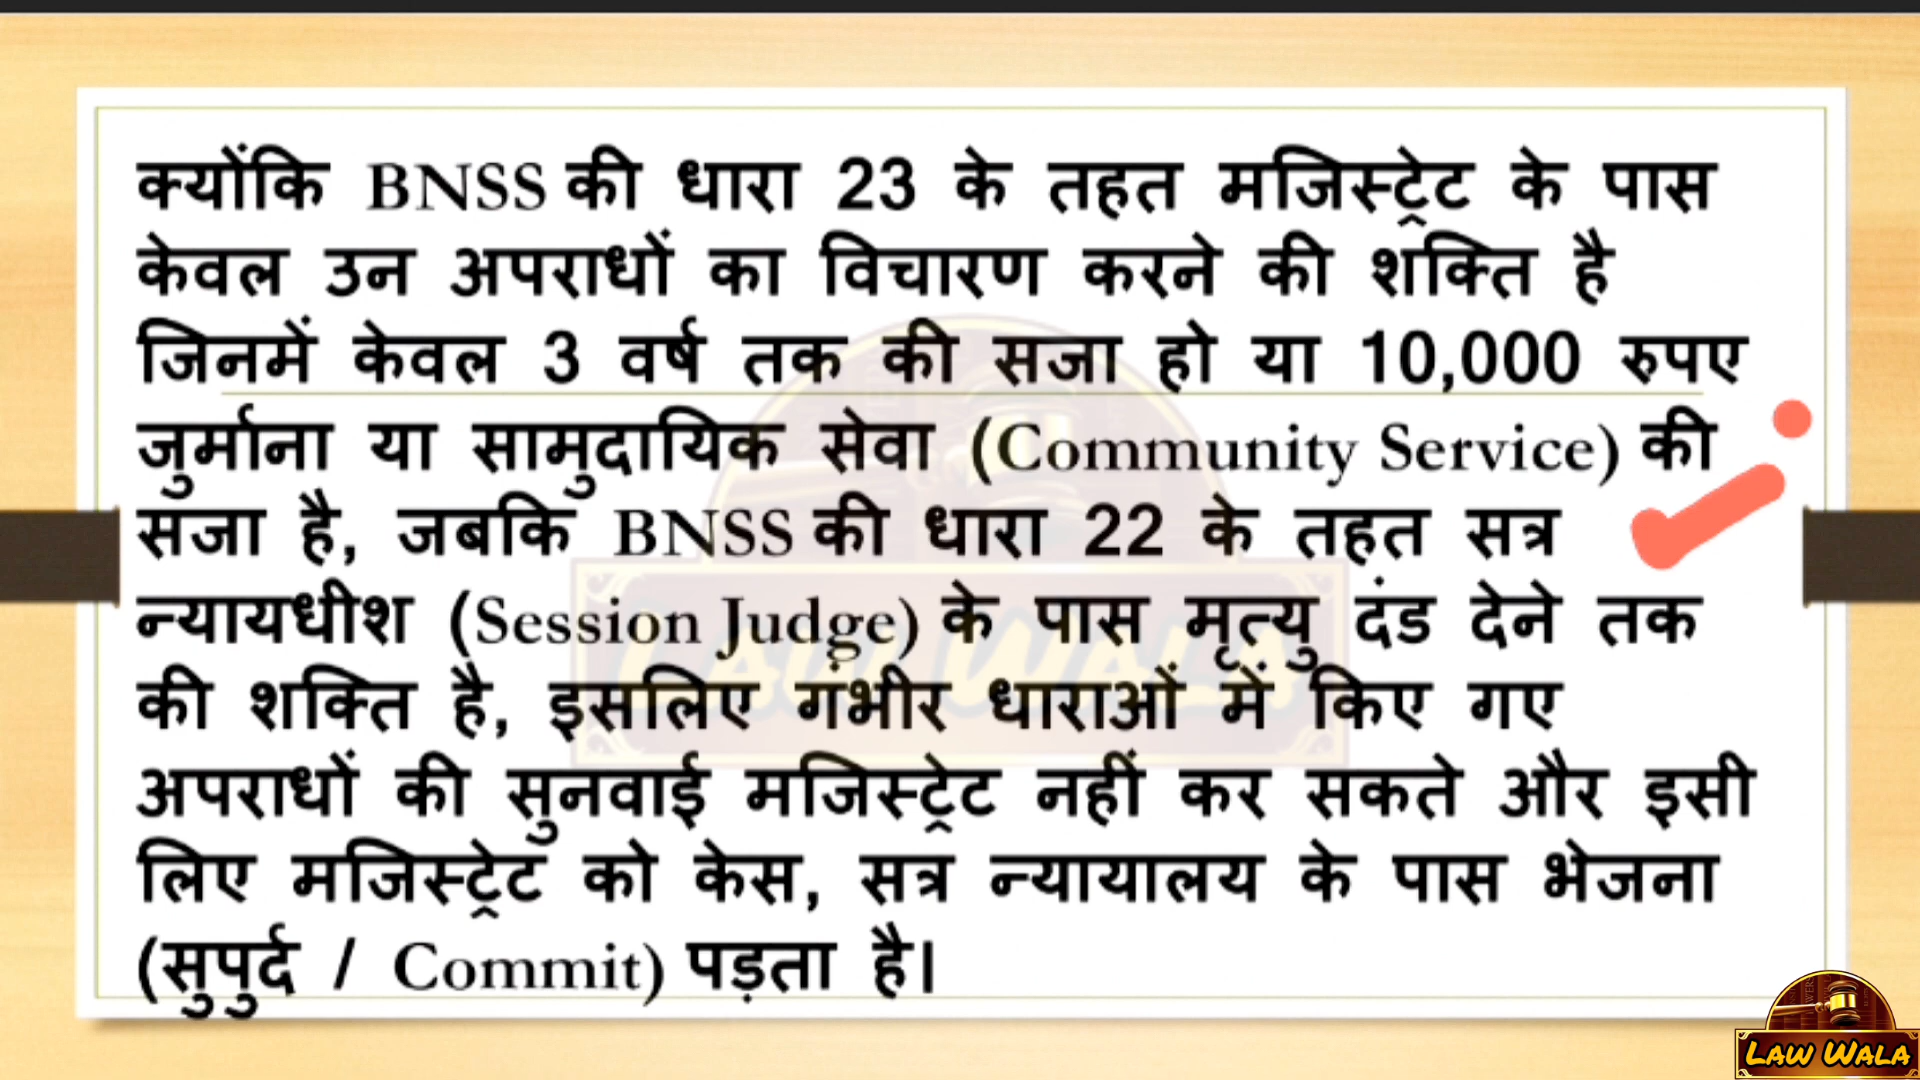 क्योंकि BNSS की धारा 23 के तहत मजिस्ट्रेट के पास
केवल उन अपराधों का विचारण करने की शक्ति है
जिनमें केवल 3 वर्ष तक की सजा हो या 10,000 रुपए
जुर्माना या सामुदायिक सेवा (Community Service) की
सजा है, जबकि BNSS की धारा 22 के तहत सत्र
न्यायधीश (Session Judge) के पास मृत्यु दंड देने तक
की शक्ति है, इसलिए गंभीर धाराओं में किए गए
अपराधों की सुनवाई मजिस्ट्रेट नहीं कर सकते और इसी
लिए मजिस्ट्रेट को केस, सत्र न्यायालय के पास भेजना
(सुपुर्द / Commit) पड़ता है।
LAW WALA
LAW WALA